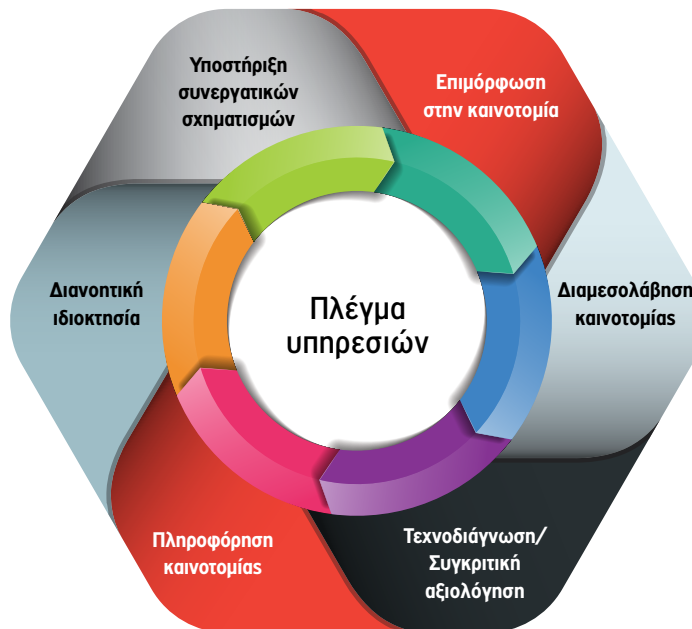 Υποστήριξη
συνεργατικών
σχηματισμών
Επιμόρφωση
στην καινοτομία
Διανοητική
ιδιοκτησία
Πλέγμα
υπηρεσιών
Διαμεσολάβηση
καινοτομίας
Πληροφόρηση
καινοτομίας
Τεχνοδιάγνωση/
Συγκριτική
αξιολόγηση